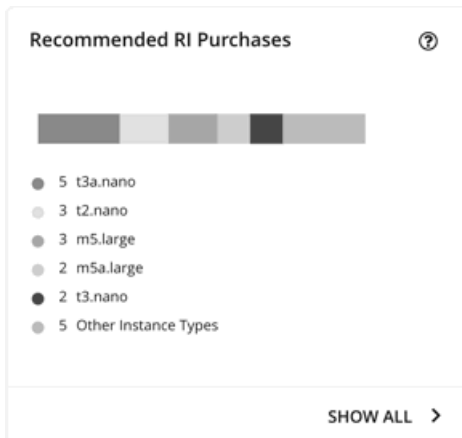 Recommended RI Purchases ?
5 t3a.nano
3 t2.nano
3 m5.large
2 m5a.large
2 t3.nano
5 Other Instance Types
SHOW ALL >